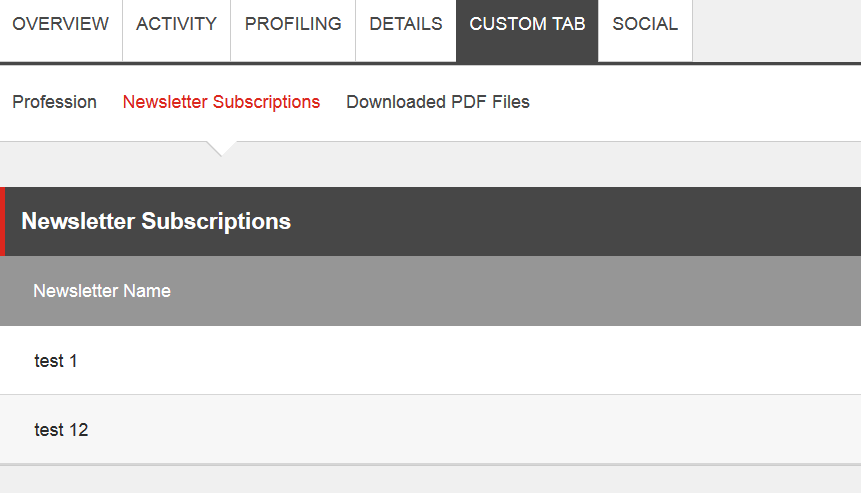 OVERVIEW ACTIVITY PROFILING DETAILS CUSTOM TAB SOCIAL
Profession Newsletter Subscriptions Downloaded PDF Files
Newsletter Subscriptions
Newsletter Name
test 1
test 12